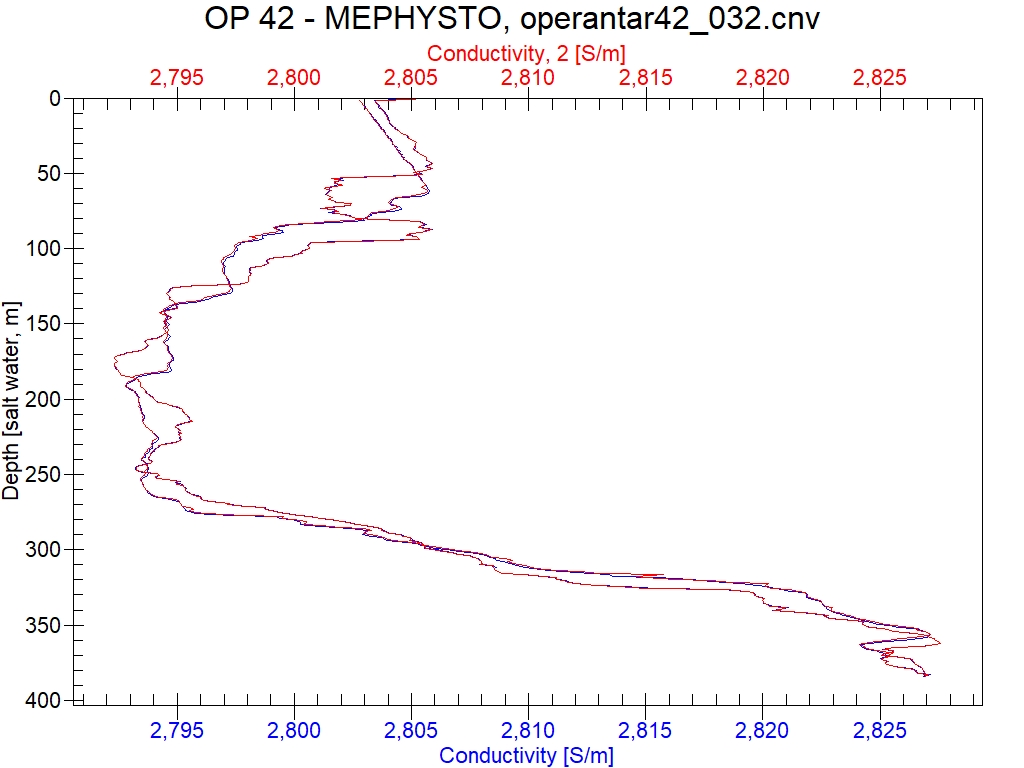 OP 42 - MEPHYSTO, operantar42_032.cnv
Conductivity, 2 [S/m]
2,795 2,800 2,805 2,810 2,815 2,820 2,825
0
50
100
150
200
250
300
350
400
Depth [salt water, m]
2,795 2,800 2,805 2,810 2,815 2,820 2,825
Conductivity [S/m]